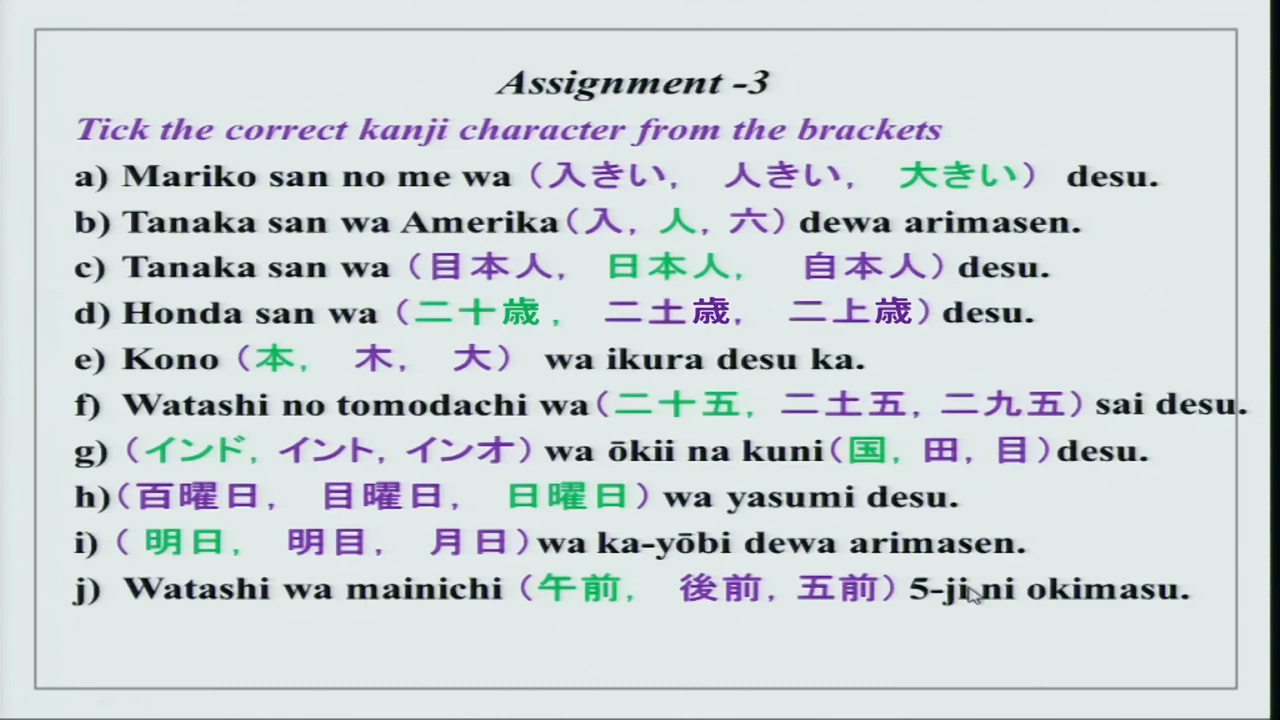 Assignment -3
Tick the correct kanji character from the brackets
a) Mariko san no me wa （入きい, 人きい, 大きい） desu.
b) Tanaka san wa Amerika（入, 人, 六）dewa arimasen.
c) Tanaka san wa （目本人, 日本人, 自本人）desu.
d) Honda san wa （二十歳, 二土歳, 二上歳）desu.
e) Kono （本, 木, 大） wa ikura desu ka.
f) Watashi no tomodachi wa（二十五, 二土五, 二九五）sai desu.
g) （インド, イント, インオ）wa ōkii na kuni（国, 田, 目）desu.
h)（百曜日, 目曜日, 日曜日）wa yasumi desu.
i) （明日, 明目, 月日）wa ka-yōbi dewa arimasen.
j) Watashi wa mainichi （午前, 後前, 五前）5-ji ni okimasu.